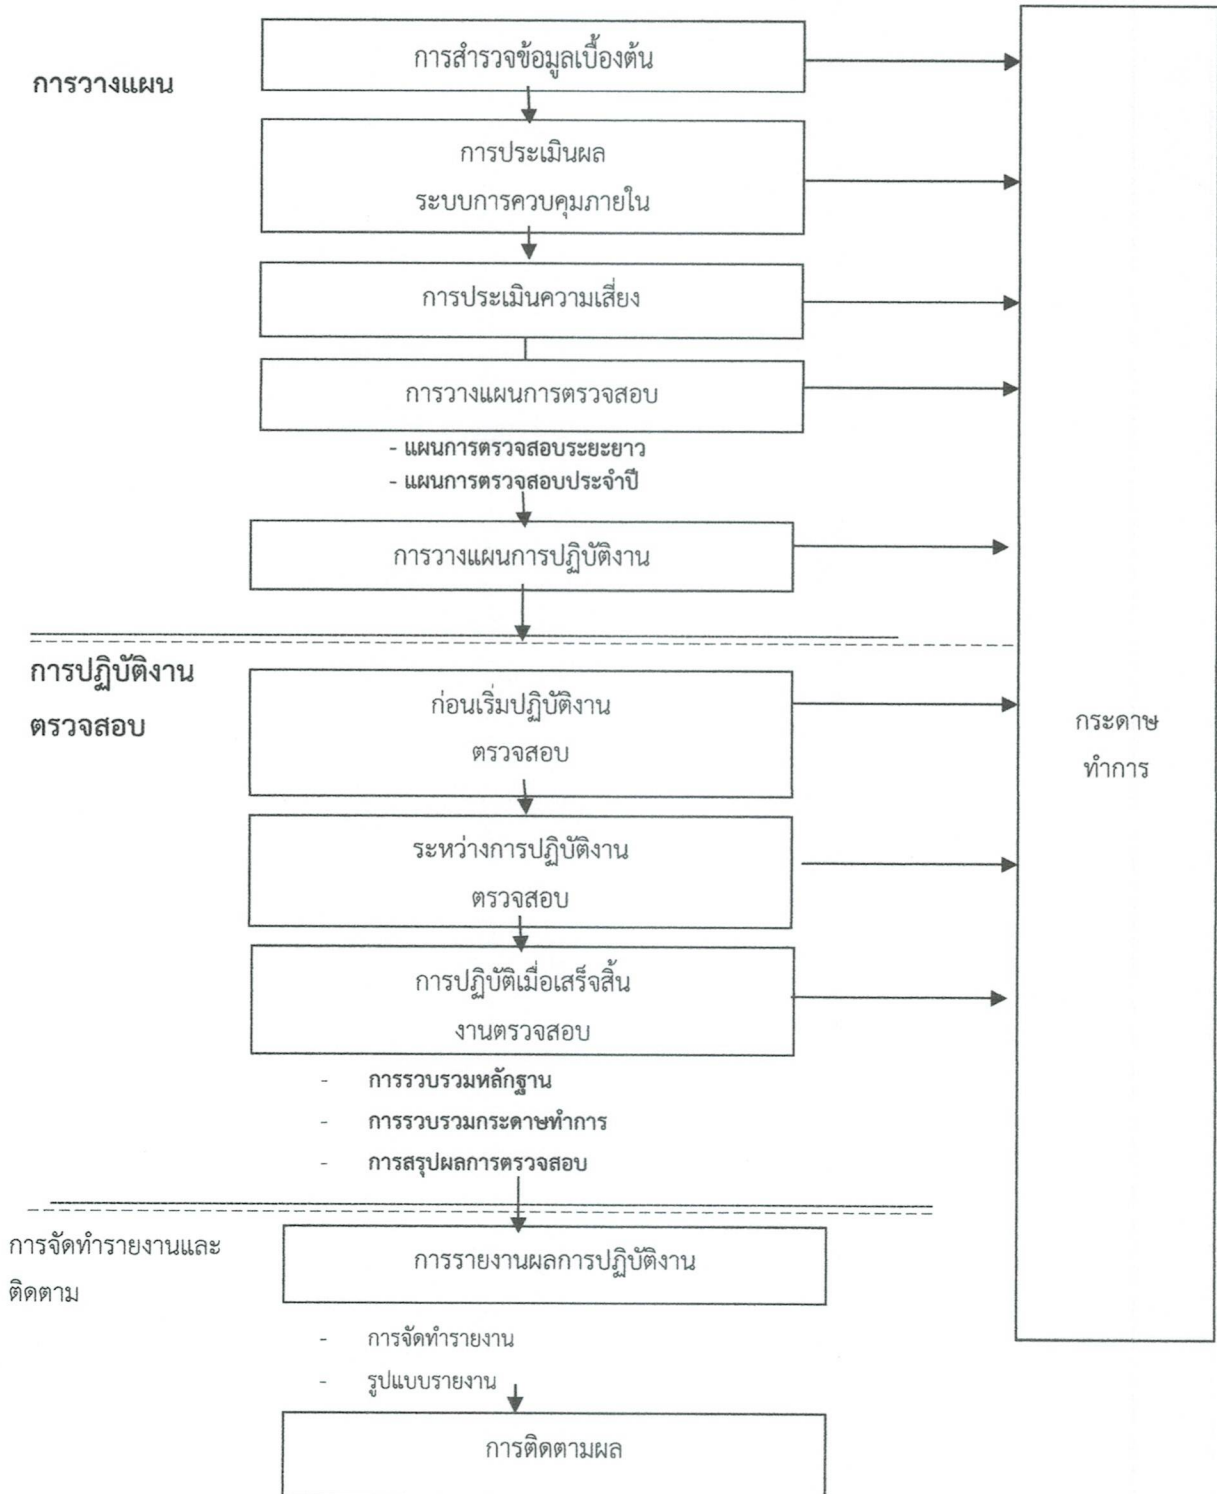 การวางแผน
การสำรวจข้อมูลเบื้องต้น
การประเมินผล
ระบบการควบคุมภายใน
การประเมินความเสี่ยง
การวางแผนการตรวจสอบ
- แผนการตรวจสอบระยะยาว
- แผนการตรวจสอบประจำปี
การวางแผนการปฏิบัติงาน
การปฏิบัติงาน
ตรวจสอบ
ก่อนเริ่มปฏิบัติงาน
ตรวจสอบ
ระหว่างการปฏิบัติงาน
ตรวจสอบ
การปฏิบัติเมื่อเสร็จสิ้น
งานตรวจสอบ
- การรวบรวมหลักฐาน
- การรวบรวมกระดาษทำการ
- การสรุปผลการตรวจสอบ
กระดาษ
ทำการ
การจัดทำรายงานและ
ติดตาม
การรายงานผลการปฏิบัติงาน
- การจัดทำรายงาน
- รูปแบบรายงาน
การติดตามผล